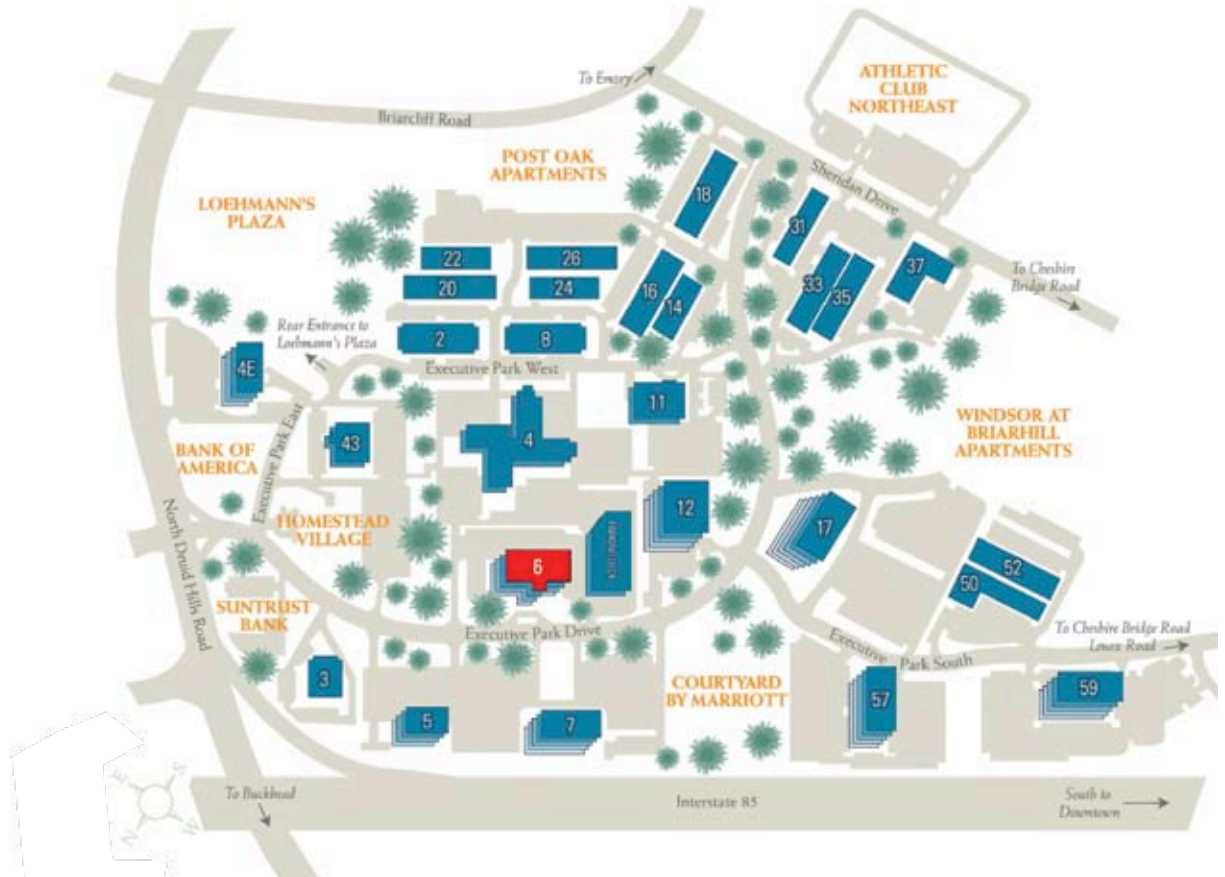 To Emory
ATHLETIC
CLUB
NORTHEAST
Briarcliff Road
POST OAK
APARTMENTS
Sheridan Drive
LOEHMANN'S
PLAZA
18
31
22
26
37
33
35
20
24
16
14
To Cheshire
Bridge Road
Rear Entrance to
Loehmann's Plaza
2
8
4E
Executive Park West
11
WINDSOR AT
BRIARHILL
APARTMENTS
BANK OF
AMERICA
Executive Park East
43
4
North Druid Hills Road
HOMESTEAD
VILLAGE
12
17
6
52
50
SUNTRUST
BANK
Executive Park Drive
To Cheshire Bridge Road
Lenox Road
Executive Park South
3
COURTYARD
BY MARRIOTT
57
59
5
7
E
S
N
W
To Buckhead
Interstate 85
South to
Downtown